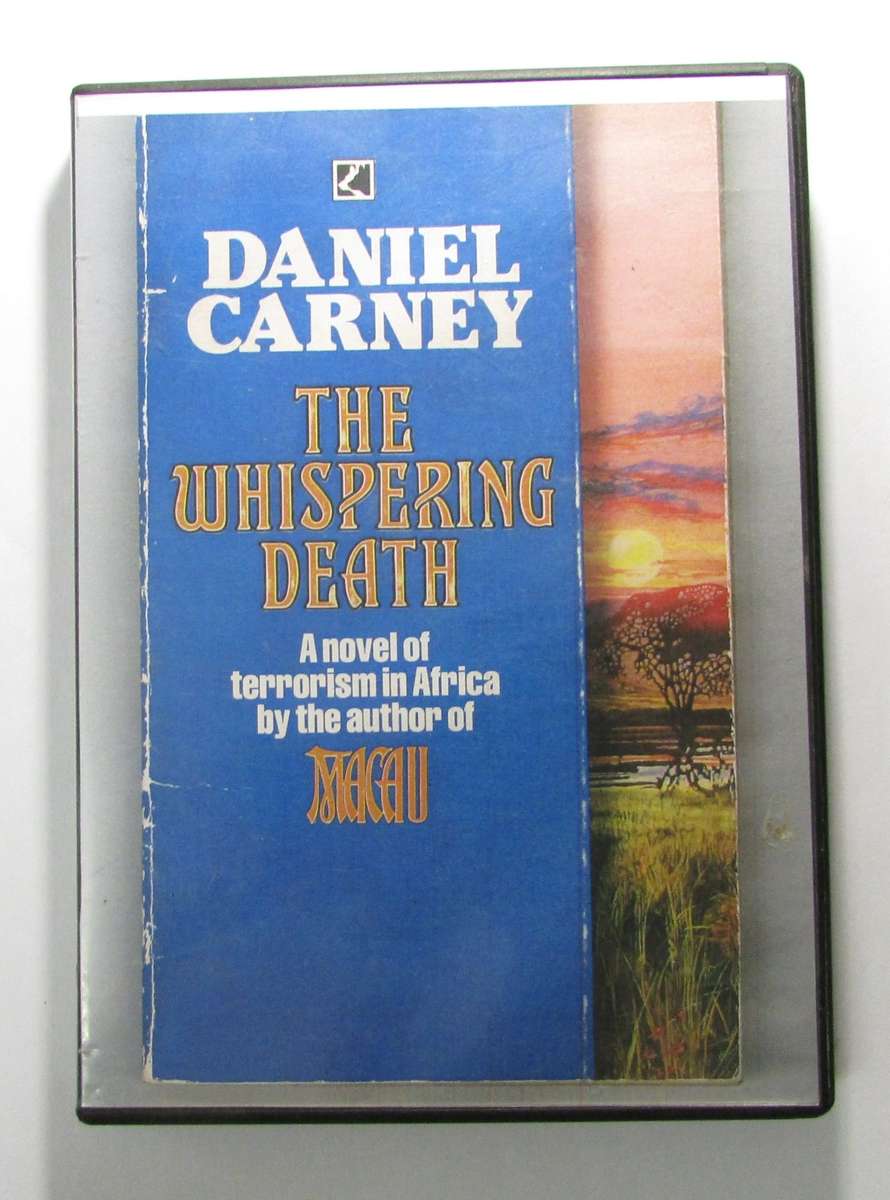 DANIEL
CARNEY
THE
WHISPERING
DEATH
A novel of
terrorism in Africa
by the author of
MACAU